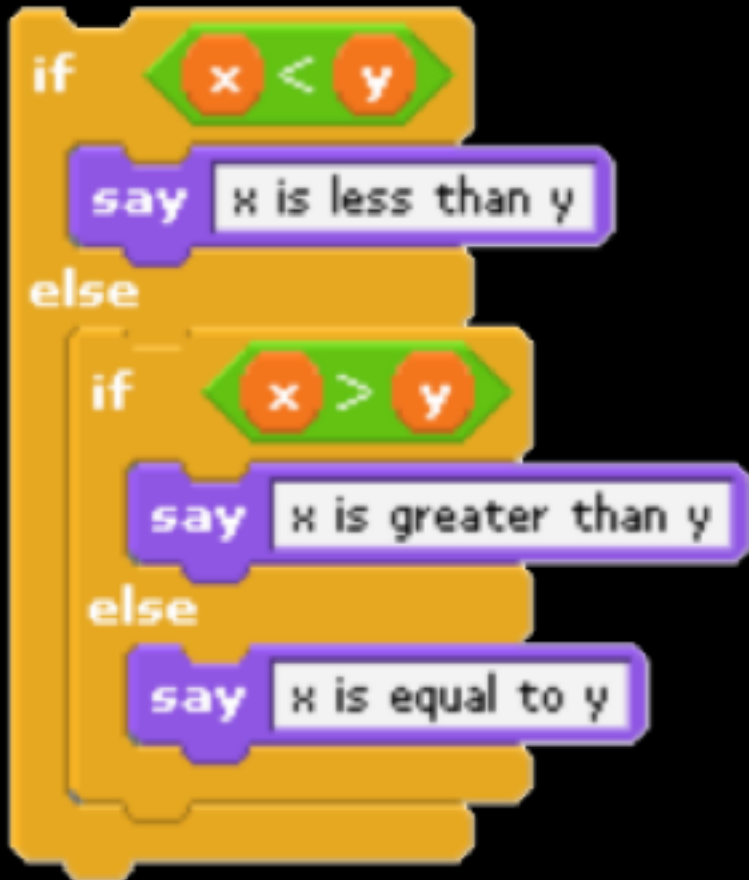 if x < y
say x is less than y
else
if x > y
say x is greater than y
else
say x is equal to y